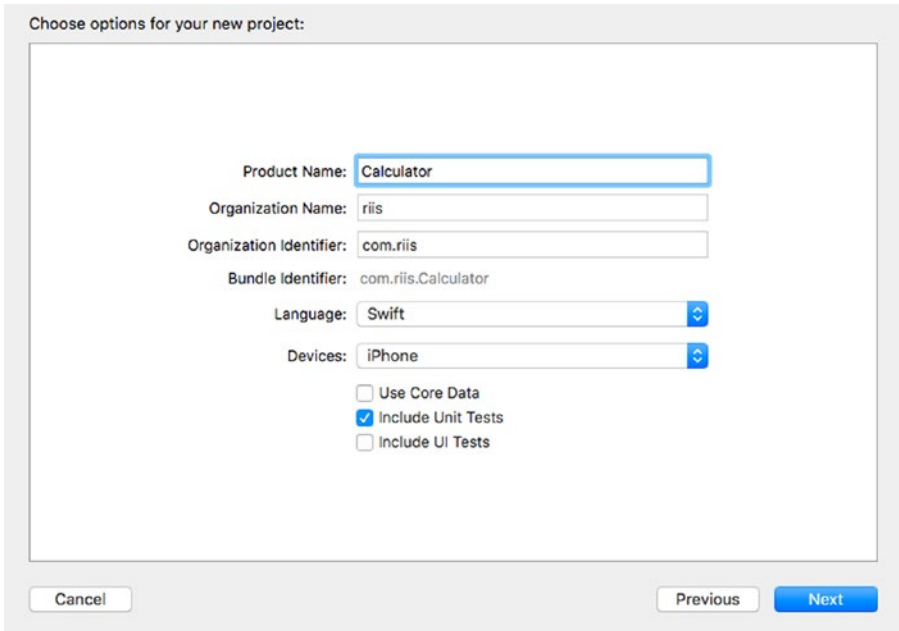 Choose options for your new project:
Product Name: Calculator
Organization Name: riis
Organization Identifier: com.riis
Bundle Identifier: com.riis.Calculator
Language: Swift
Devices: iPhone
Use Core Data
Include Unit Tests
Include UI Tests
Cancel Previous Next